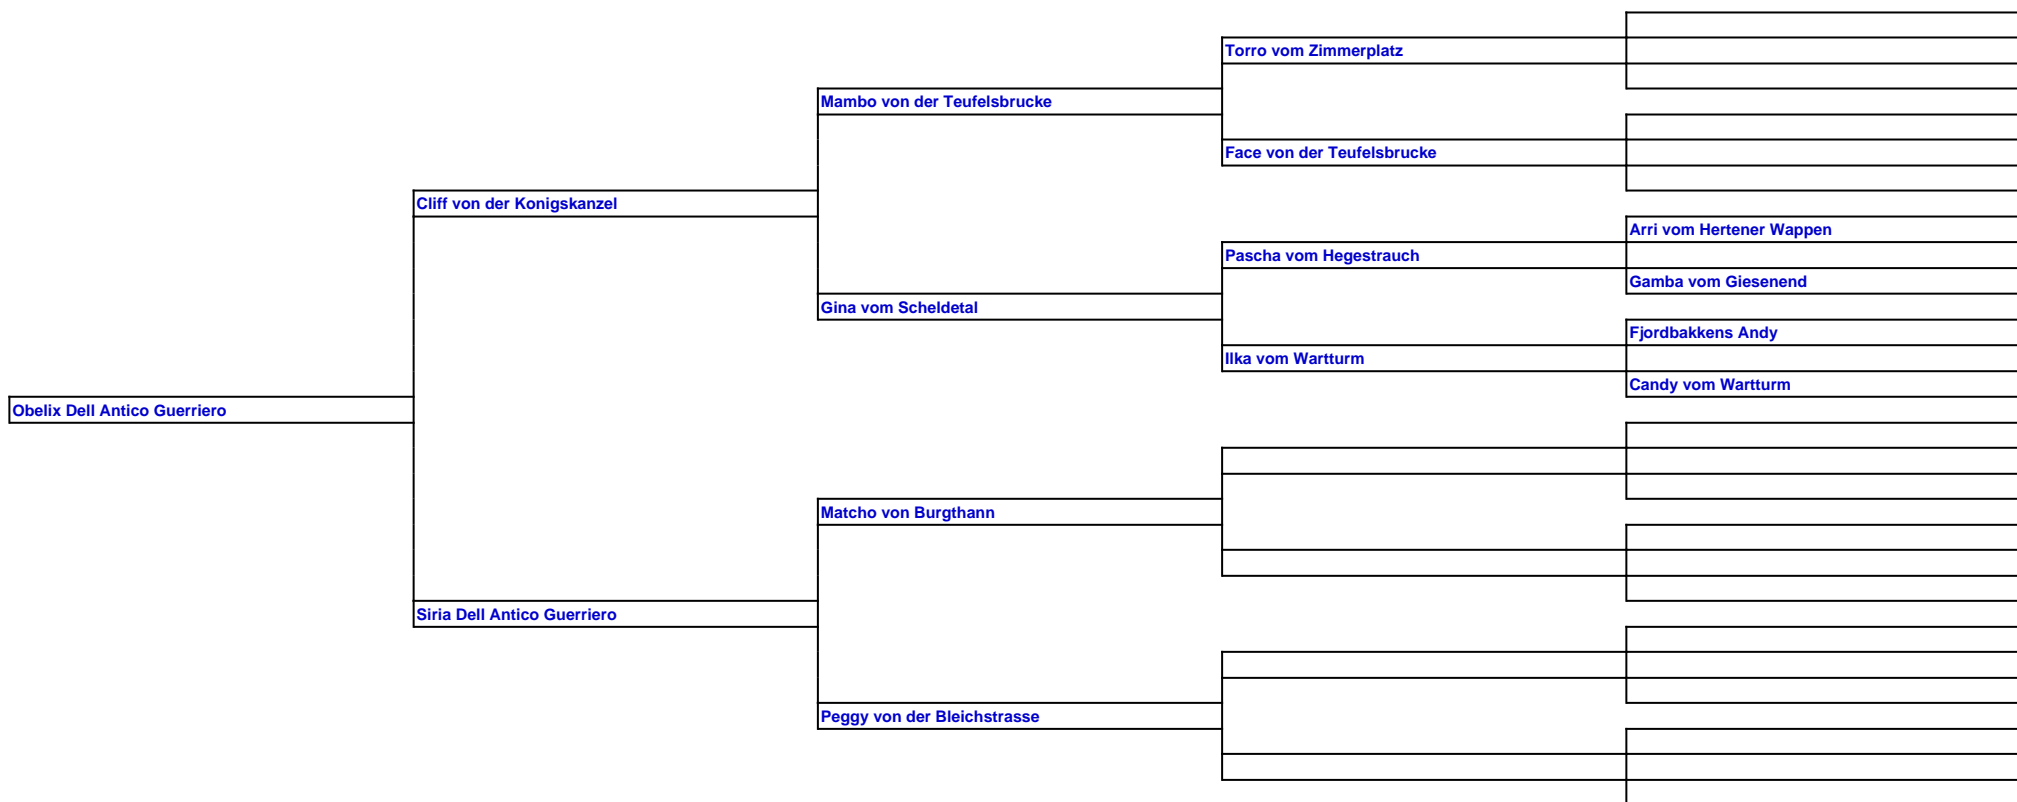 Torro vom Zimmerplatz
Mambo von der Teufelsbrucke
Face von der Teufelsbrucke
Cliff von der Konigskanzel
Arri vom Hertener Wappen
Pascha vom Hegestrauch
Gamba vom Giesenend
Gina vom Scheldetal
Fjordbakkens Andy
Ilka vom Wartturm
Candy vom Wartturm
Obelix Dell Antico Guerriero
Matcho von Burgthann
Siria Dell Antico Guerriero
Peggy von der Bleichstrasse